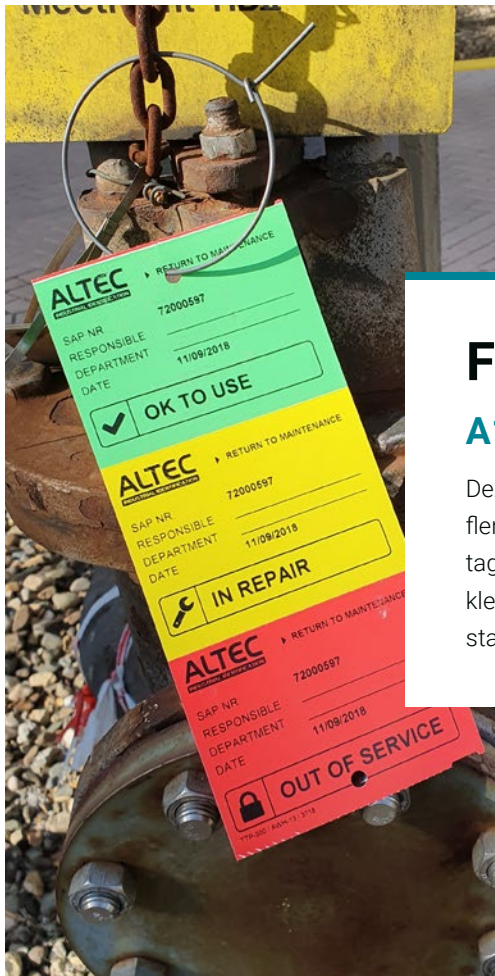 ALTEC
INDUSTRIAL IDENTIFICATION
RETURN TO MAINTENANCE
SAP NR 72000597
RESPONSIBLE
DEPARTMENT
DATE 11/09/2018
OK TO USE
ALTEC
INDUSTRIAL IDENTIFICATION
RETURN TO MAINTENANCE
SAP NR 72000597
RESPONSIBLE
DEPARTMENT
DATE 11/09/2018
IN REPAIR
ALTEC
INDUSTRIAL IDENTIFICATION
RETURN TO MAINTENANCE
SAP NR 72000597
RESPONSIBLE
DEPARTMENT
DATE 11/09/2018
OUT OF SERVICE
F
De
fle
tag
kle
sta